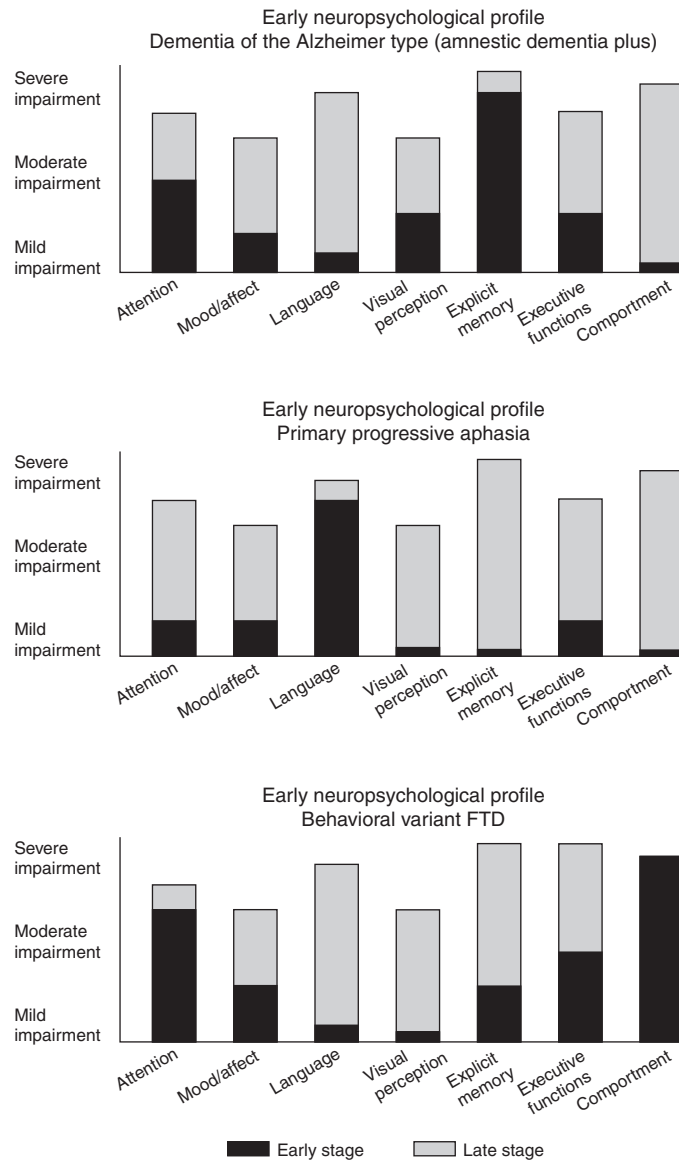 Early neuropsychological profile
Dementia of the Alzheimer type (amnestic dementia plus)
Severe
impairment
Moderate
impairment
Mild
impairment
Attention
Mood/affect
Language
Visual
perception
Explicit
memory
Executive
functions
Comportment
Early neuropsychological profile
Primary progressive aphasia
Severe
impairment
Moderate
impairment
Mild
impairment
Attention
Mood/affect
Language
Visual
perception
Explicit
memory
Executive
functions
Comportment
Early neuropsychological profile
Behavioral variant FTD
Severe
impairment
Moderate
impairment
Mild
impairment
Attention
Mood/affect
Language
Visual
perception
Explicit
memory
Executive
functions
Comportment
Early stage
Late stage